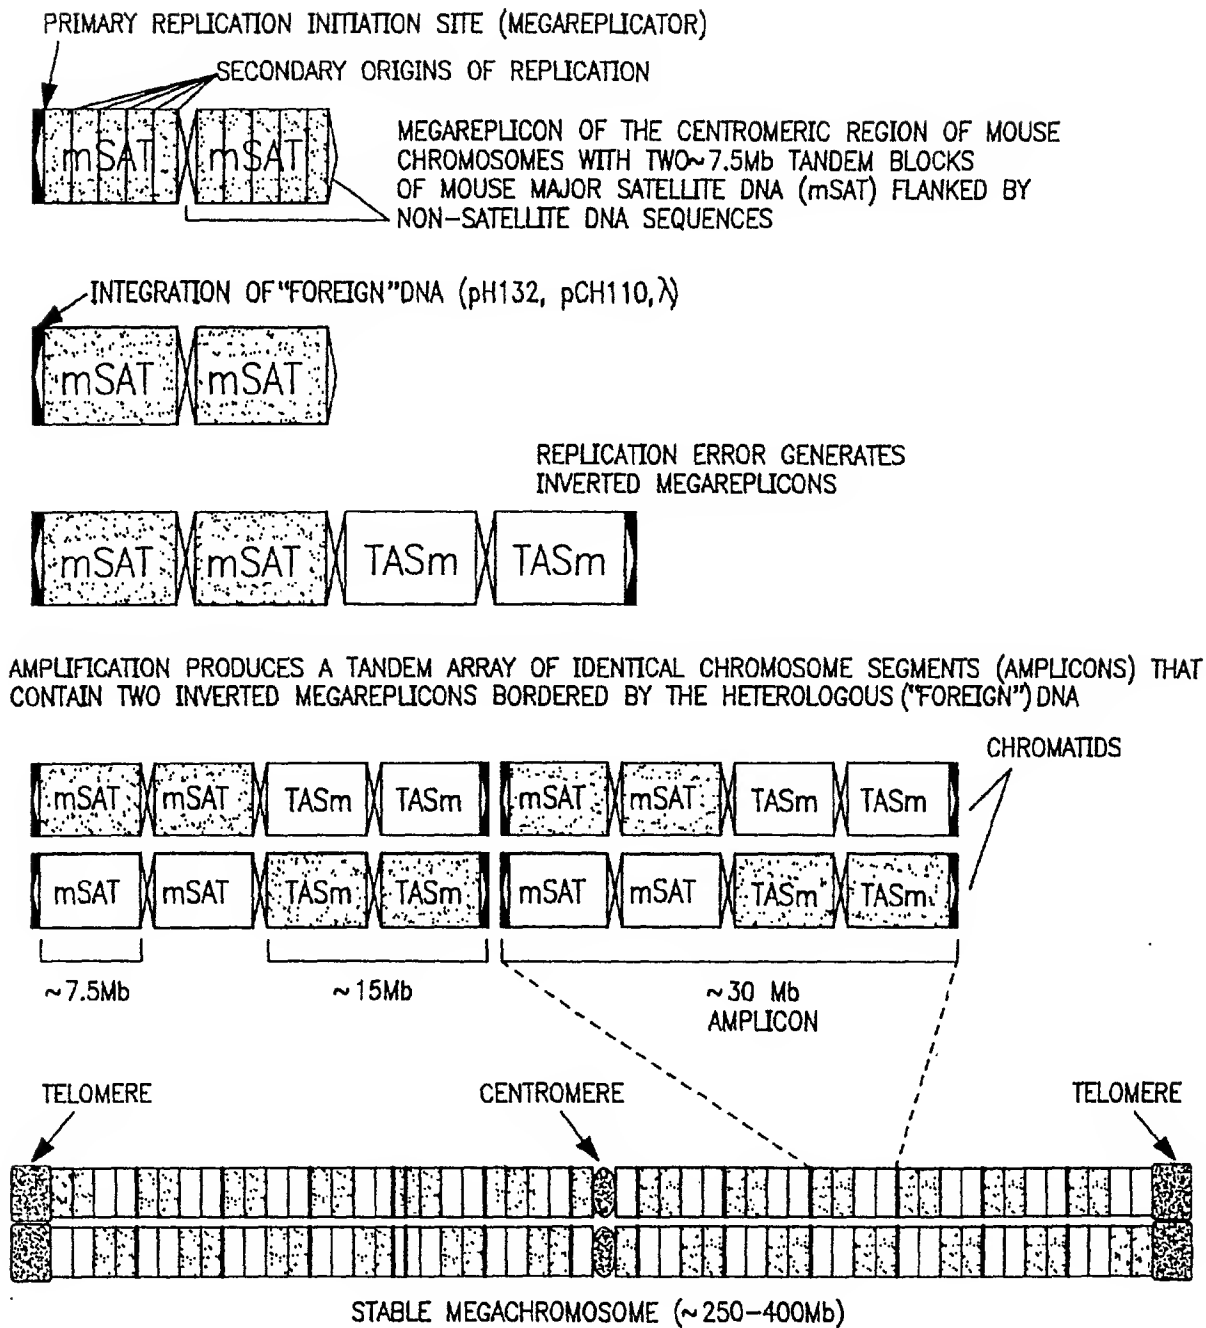 PRIMARY REPLICATION INITIATION SITE (MEGAREPLICATOR)
SECONDARY ORIGINS OF REPLICATION
mSAT mSAT
MEGAREPLICON OF THE CENTROMERIC REGION OF MOUSE
CHROMOSOMES WITH TWO~7.5Mb TANDEM BLOCKS
OF MOUSE MAJOR SATELLITE DNA (mSAT) FLANKED BY
NON-SATELLITE DNA SEQUENCES
INTEGRATION OF "FOREIGN" DNA (pH132, pCH110, λ)
mSAT mSAT
REPLICATION ERROR GENERATES
INVERTED MEGAREPLICONS
mSAT mSAT TASm TASm
AMPLIFICATION PRODUCES A TANDEM ARRAY OF IDENTICAL CHROMOSOME SEGMENTS (AMPLICONS) THAT
CONTAIN TWO INVERTED MEGAREPLICONS BORDERED BY THE HETEROLOGOUS ("FOREIGN") DNA
CHROMATIDS
mSAT mSAT TASm TASm mSAT mSAT TASm TASm
mSAT mSAT TASm TASm mSAT mSAT TASm TASm
~7.5Mb ~15Mb ~30 Mb
AMPLICON
TELOMERE CENTROMERE TELOMERE
STABLE MEGACHROMOSOME (~250-400Mb)